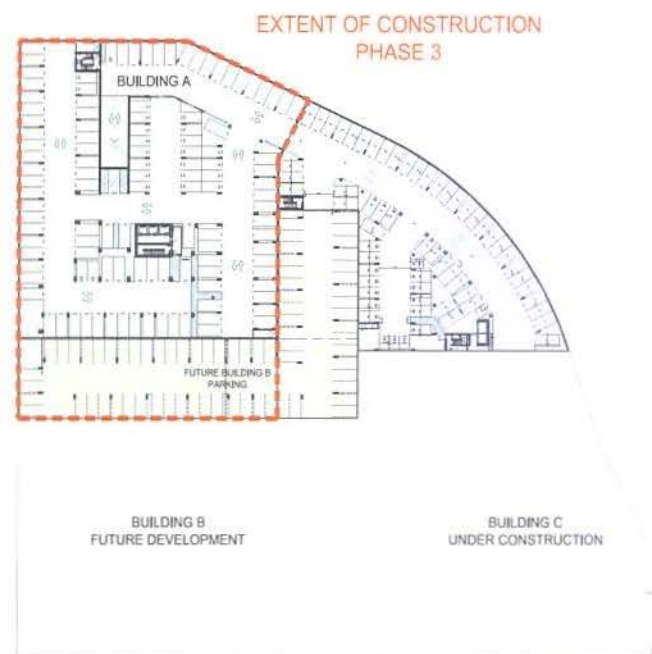 EXTENT OF CONSTRUCTION
PHASE 3
BUILDING A
FUTURE BUILDING B
PARKING
BUILDING B
FUTURE DEVELOPMENT
BUILDING C
UNDER CONSTRUCTION